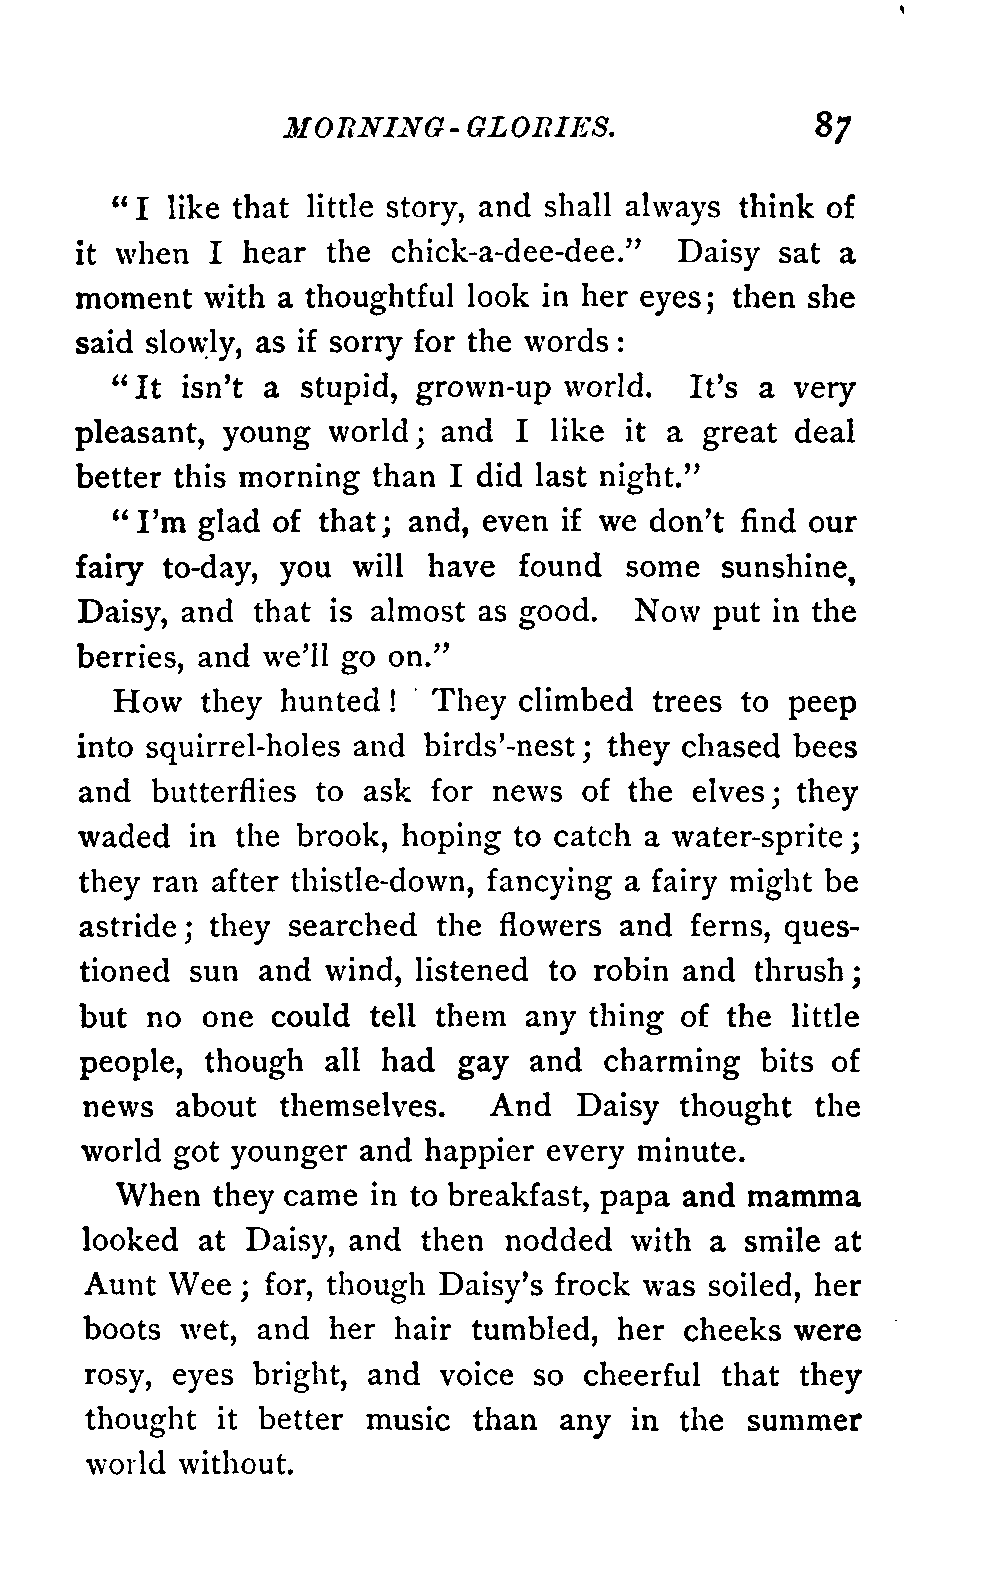 MORNING-GLORIES. 87
“I like that little story, and shall always think of
it when I hear the chick-a-dee-dee.” Daisy sat a
moment with a thoughtful look in her eyes; then she
said slowly, as if sorry for the words:
“It isn't a stupid, grown-up world. It's a very
pleasant, young world; and I like it a great deal
better this morning than I did last night.”
“I'm glad of that; and, even if we don't find our
fairy to-day, you will have found some sunshine,
Daisy, and that is almost as good. Now put in the
berries, and we'll go on.”
How they hunted! They climbed trees to peep
into squirrel-holes and birds'-nest; they chased bees
and butterflies to ask for news of the elves; they
waded in the brook, hoping to catch a water-sprite;
they ran after thistle-down, fancying a fairy might be
astride; they searched the flowers and ferns, ques-
tioned sun and wind, listened to robin and thrush;
but no one could tell them any thing of the little
people, though all had gay and charming bits of
news about themselves. And Daisy thought the
world got younger and happier every minute.
When they came in to breakfast, papa and mamma
looked at Daisy, and then nodded with a smile at
Aunt Wee; for, though Daisy's frock was soiled, her
boots wet, and her hair tumbled, her cheeks were
rosy, eyes bright, and voice so cheerful that they
thought it better music than any in the summer
world without.